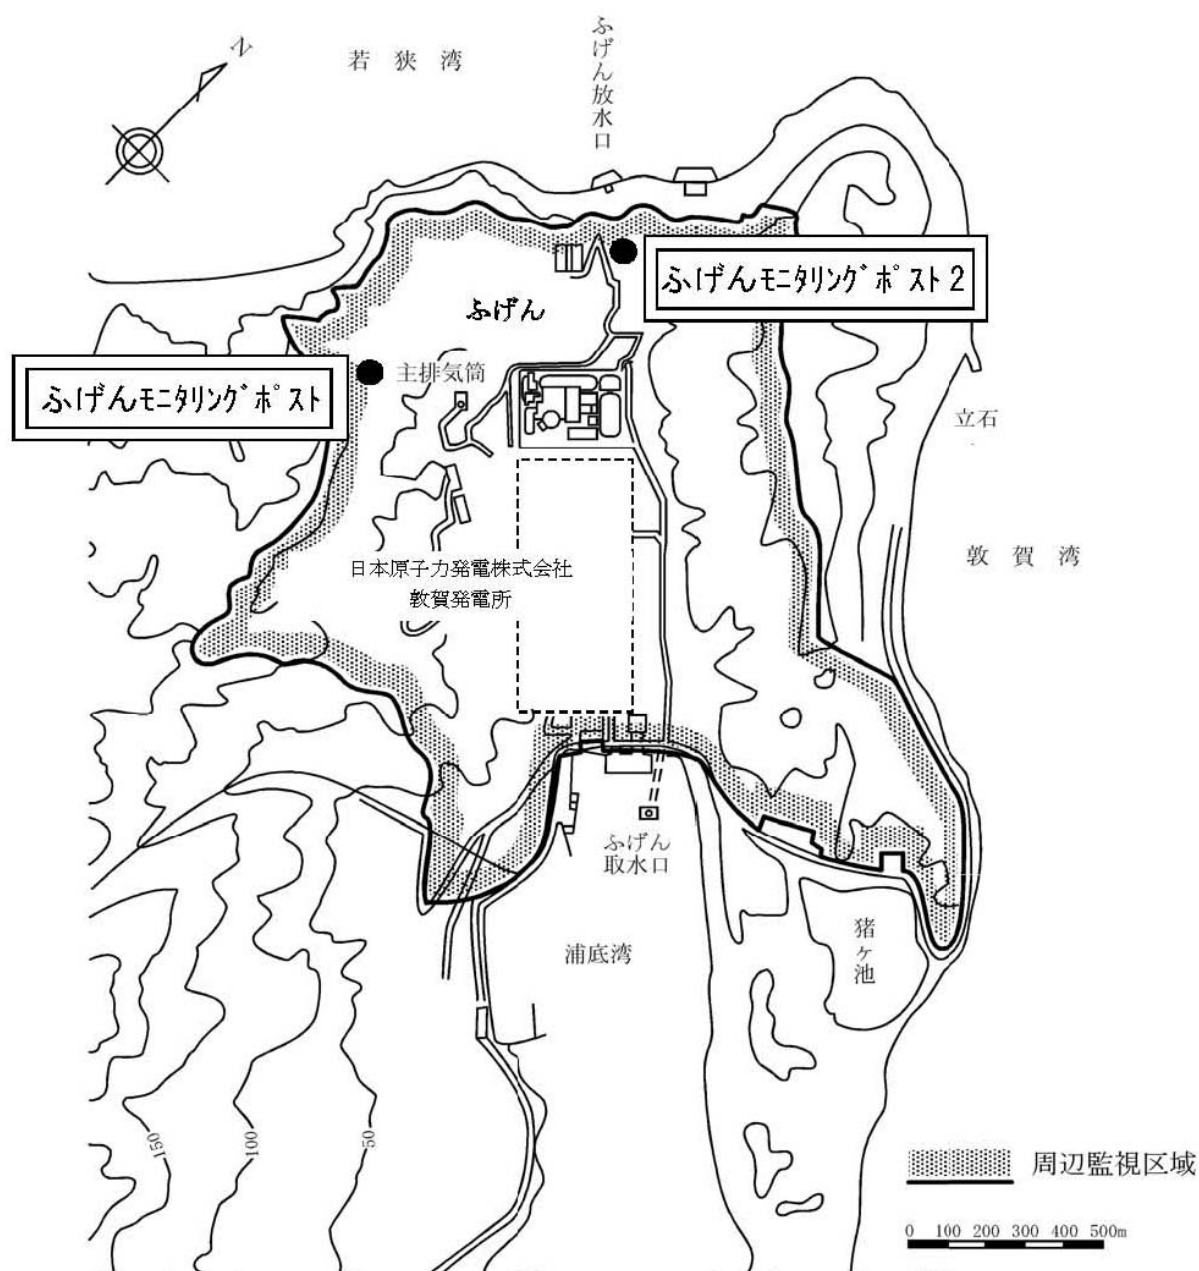 N
若狭湾
ふげん放水口
ふげんモニタリングポスト2
ふげん
ふげんモニタリングポスト
主排気筒
立石
敦賀湾
日本原子力発電株式会社
敦賀発電所
ふげん
取水口
浦底湾
猪ヶ池
150
100
50
周辺監視区域
0 100 200 300 400 500m